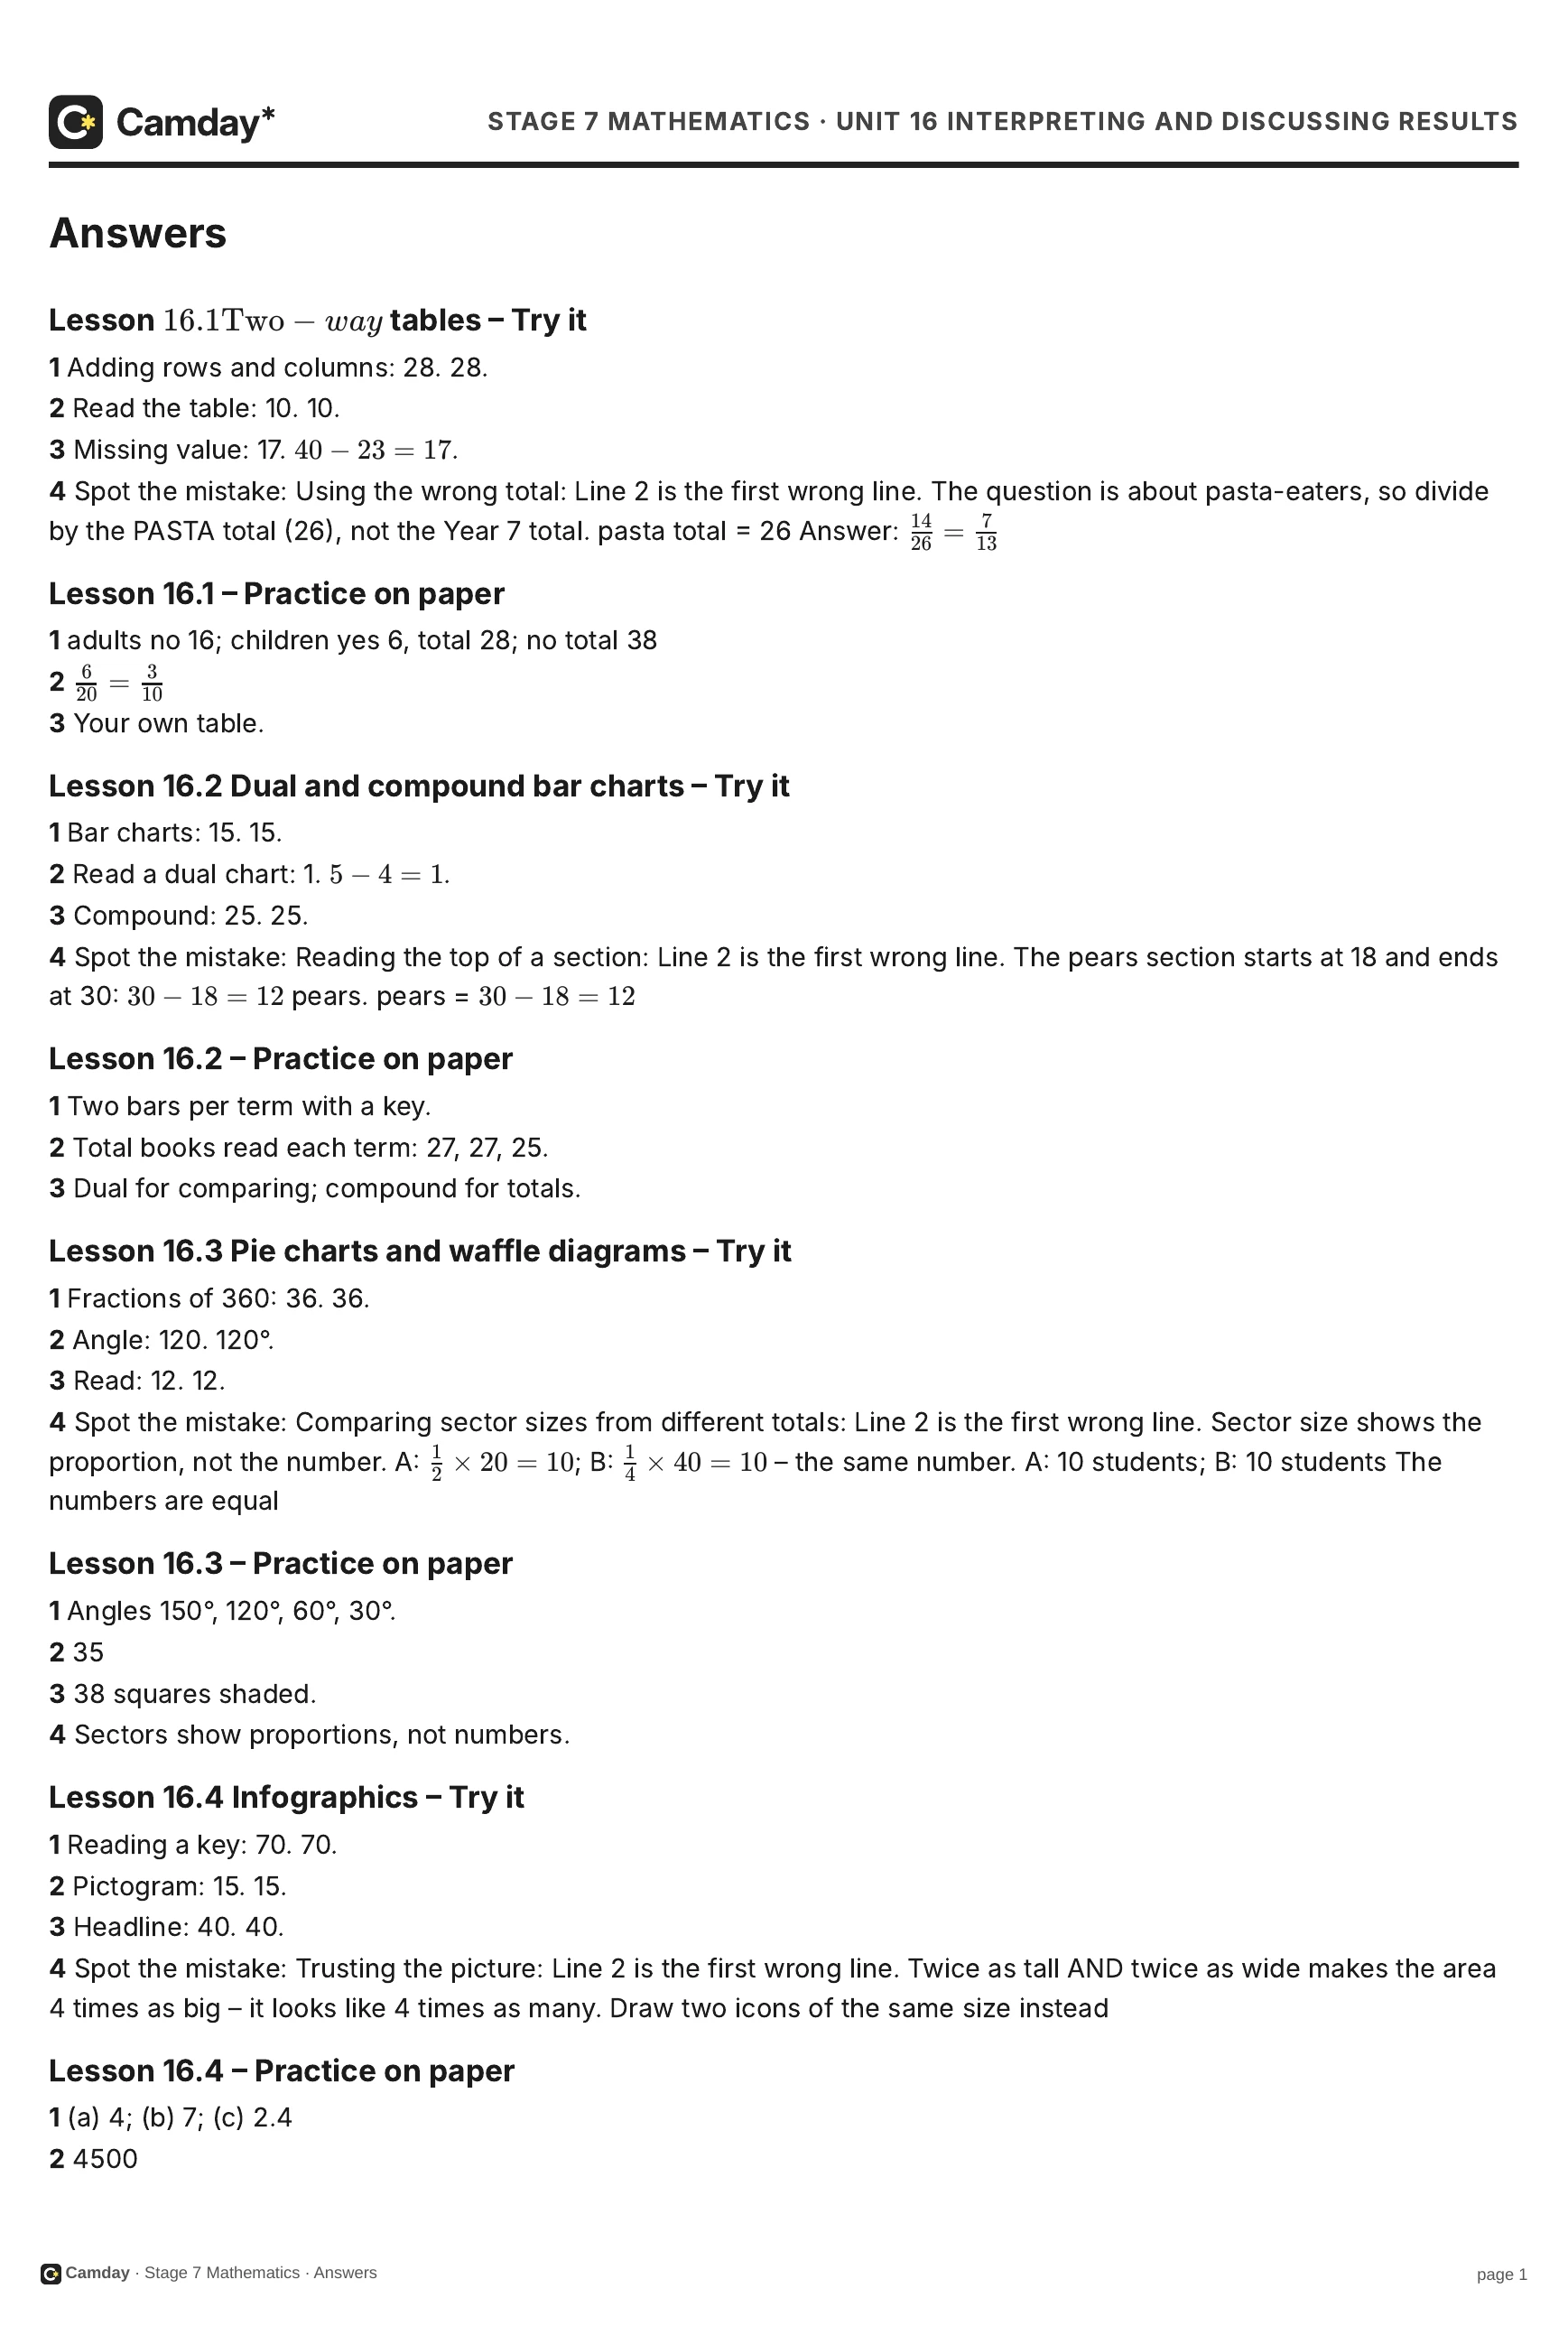 Camday*
STAGE 7 MATHEMATICS · UNIT 16 INTERPRETING AND DISCUSSING RESULTS
Answers
Lesson 16.1Two − way tables – Try it
1 Adding rows and columns: 28. 28.
2 Read the table: 10. 10.
3 Missing value: 17. 40 − 23 = 17.
4 Spot the mistake: Using the wrong total: Line 2 is the first wrong line. The question is about pasta-eaters, so divide
by the PASTA total (26), not the Year 7 total. pasta total = 26 Answer: 14/26 = 7/13
Lesson 16.1 – Practice on paper
1 adults no 16; children yes 6, total 28; no total 38
2 6/20 = 3/10
3 Your own table.
Lesson 16.2 Dual and compound bar charts – Try it
1 Bar charts: 15. 15.
2 Read a dual chart: 1. 5 − 4 = 1.
3 Compound: 25. 25.
4 Spot the mistake: Reading the top of a section: Line 2 is the first wrong line. The pears section starts at 18 and ends
at 30: 30 − 18 = 12 pears. pears = 30 − 18 = 12
Lesson 16.2 – Practice on paper
1 Two bars per term with a key.
2 Total books read each term: 27, 27, 25.
3 Dual for comparing; compound for totals.
Lesson 16.3 Pie charts and waffle diagrams – Try it
1 Fractions of 360: 36. 36.
2 Angle: 120. 120°.
3 Read: 12. 12.
4 Spot the mistake: Comparing sector sizes from different totals: Line 2 is the first wrong line. Sector size shows the
proportion, not the number. A: 1/2 × 20 = 10; B: 1/4 × 40 = 10 – the same number. A: 10 students; B: 10 students The
numbers are equal
Lesson 16.3 – Practice on paper
1 Angles 150°, 120°, 60°, 30°.
2 35
3 38 squares shaded.
4 Sectors show proportions, not numbers.
Lesson 16.4 Infographics – Try it
1 Reading a key: 70. 70.
2 Pictogram: 15. 15.
3 Headline: 40. 40.
4 Spot the mistake: Trusting the picture: Line 2 is the first wrong line. Twice as tall AND twice as wide makes the area
4 times as big – it looks like 4 times as many. Draw two icons of the same size instead
Lesson 16.4 – Practice on paper
1 (a) 4; (b) 7; (c) 2.4
2 4500
Camday · Stage 7 Mathematics · Answers
page 1